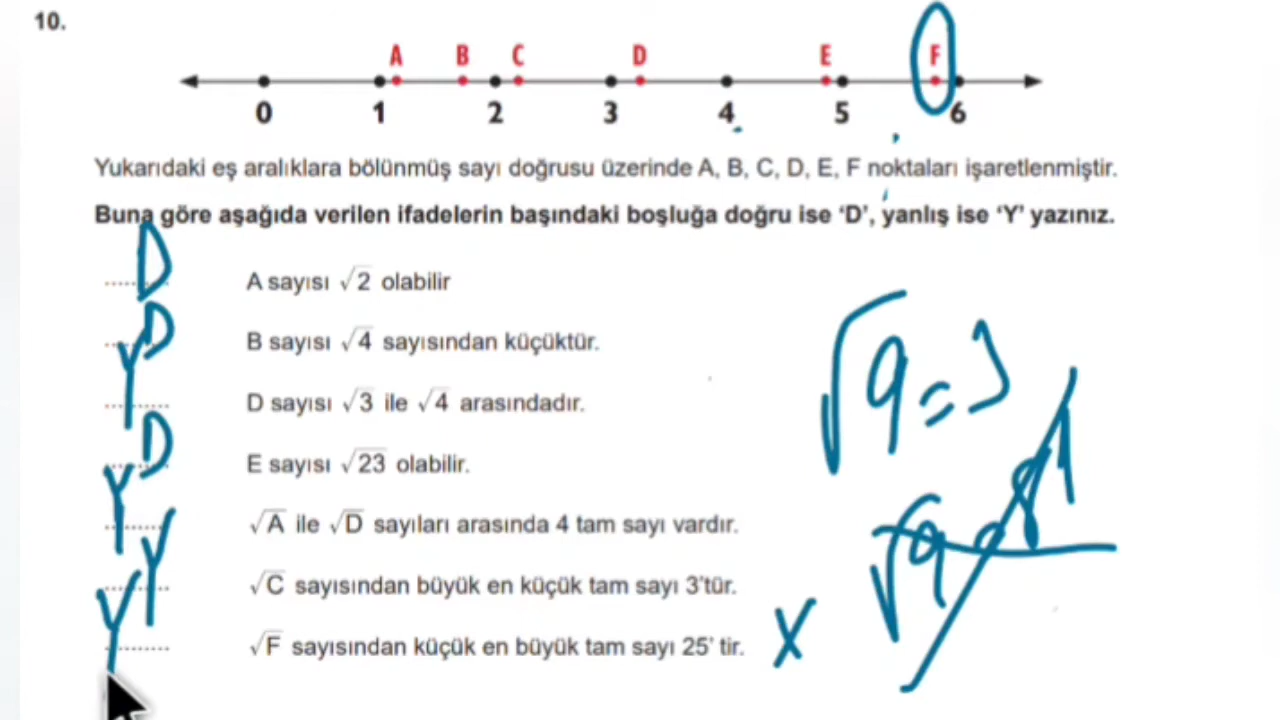 10.
A B C D E F
0 1 2 3 4 5 6
Yukarıdaki eş aralıklara bölünmüş sayı doğrusu üzerinde A, B, C, D, E, F noktaları işaretlenmiştir.
Buna göre aşağıda verilen ifadelerin başındaki boşluğa doğru ise ‘D’, yanlış ise ‘Y’ yazınız.
.......... D A sayısı √2 olabilir
.......... D B sayısı √4 sayısından küçüktür.
.......... Y D sayısı √3 ile √4 arasındadır.
.......... D E sayısı √23 olabilir.
.......... Y √A ile √D sayıları arasında 4 tam sayı vardır.
.......... Y √C sayısından büyük en küçük tam sayı 3’tür.
.......... Y √F sayısından küçük en büyük tam sayı 25’ tir.
√9 = 3
√9
X